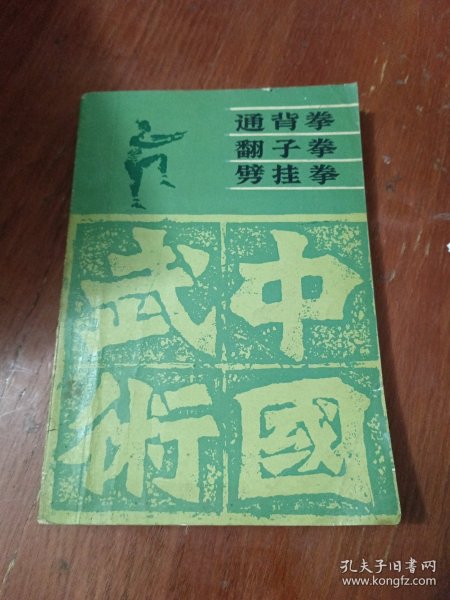 通背拳
翻子拳
劈挂拳
中國
武術
孔夫子旧书网
www.kongfz.com